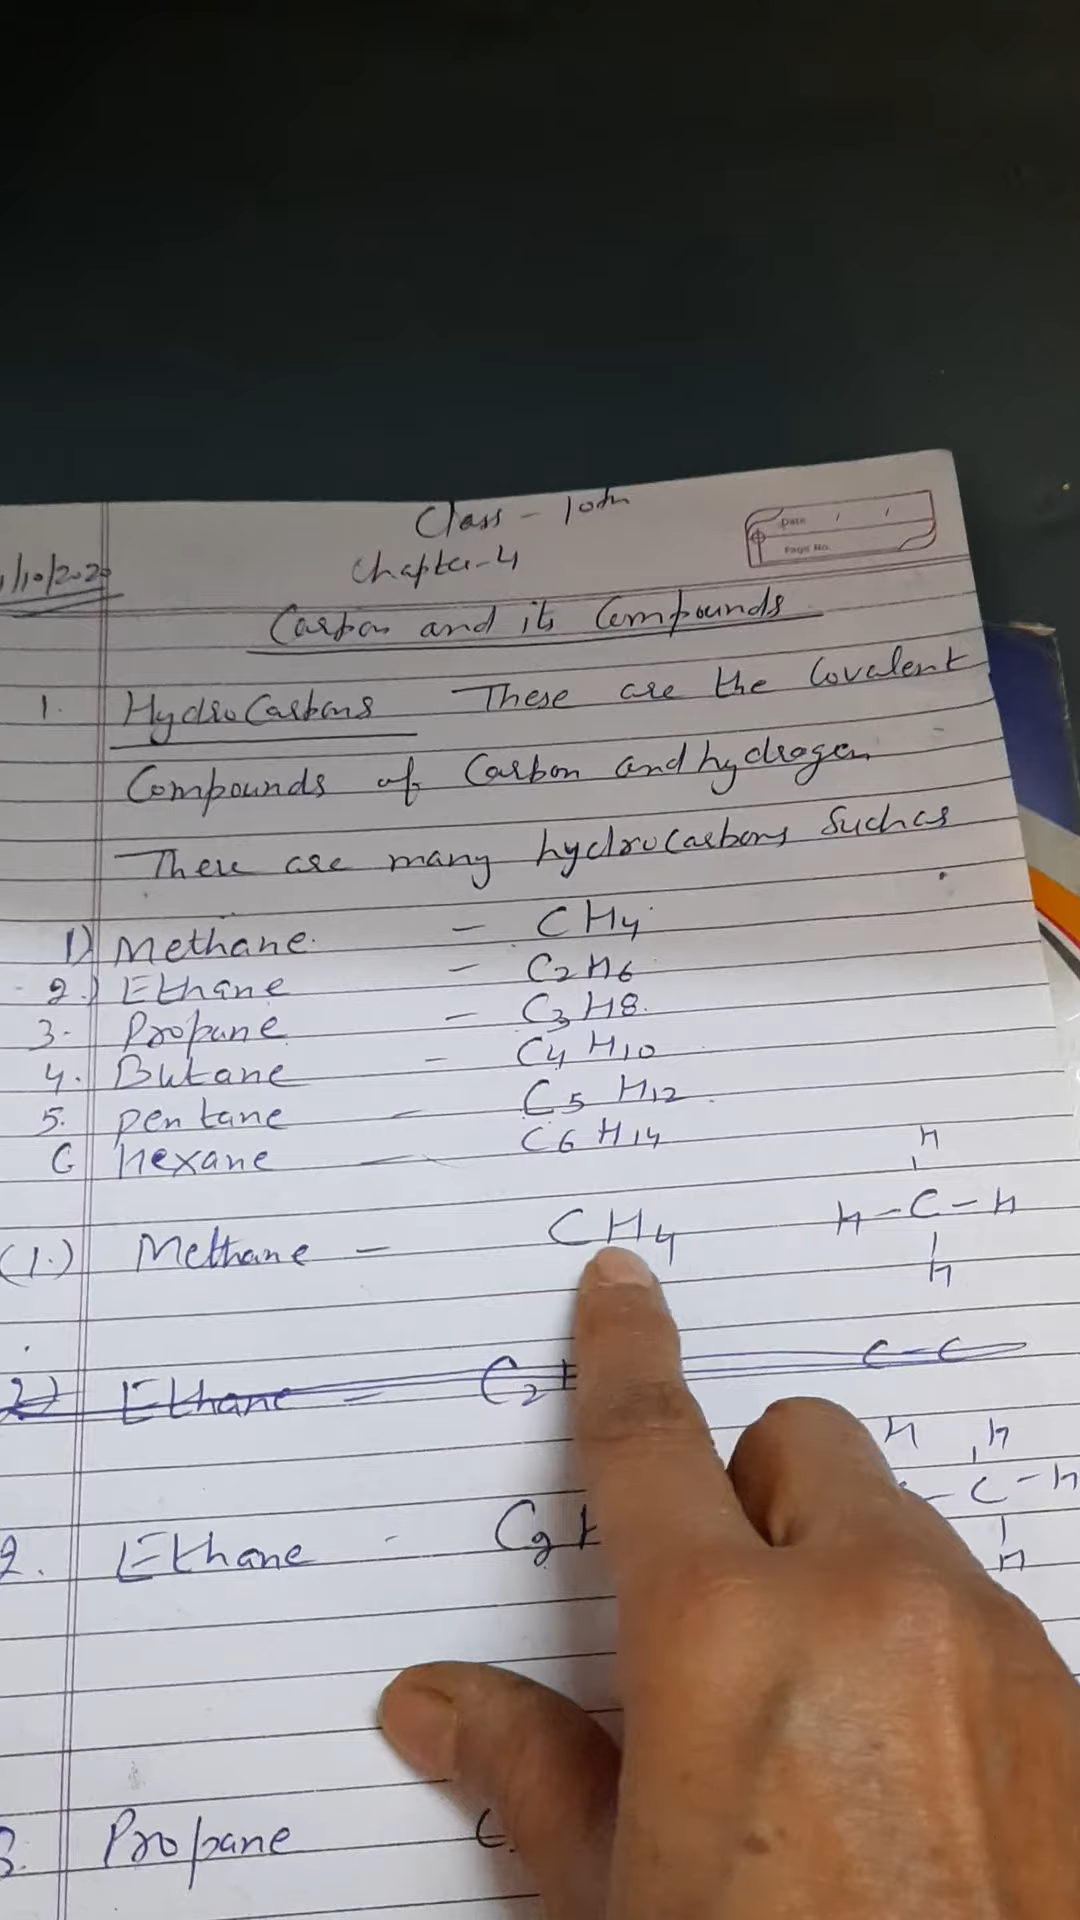 Class - 10th
Date / /
Page No.
Chapter-4
/10/2020
Carbon and its Compounds
1. HydroCarbons These are the Covalent
Compounds of Carbon and hydrogen
There are many hydrocarbons Such as
1) Methane - CH4
2.) Ethane - C2H6
3. Propane - C3H8.
4. Butane - C4H10
5. pentane - C5H12
6 hexane - C6H14
H
(1.) Methane - CH4 H-C-H
H
2) Ethane = C2 C-C
H H
C-H
2. Ethane - C2
H
3. Propane C